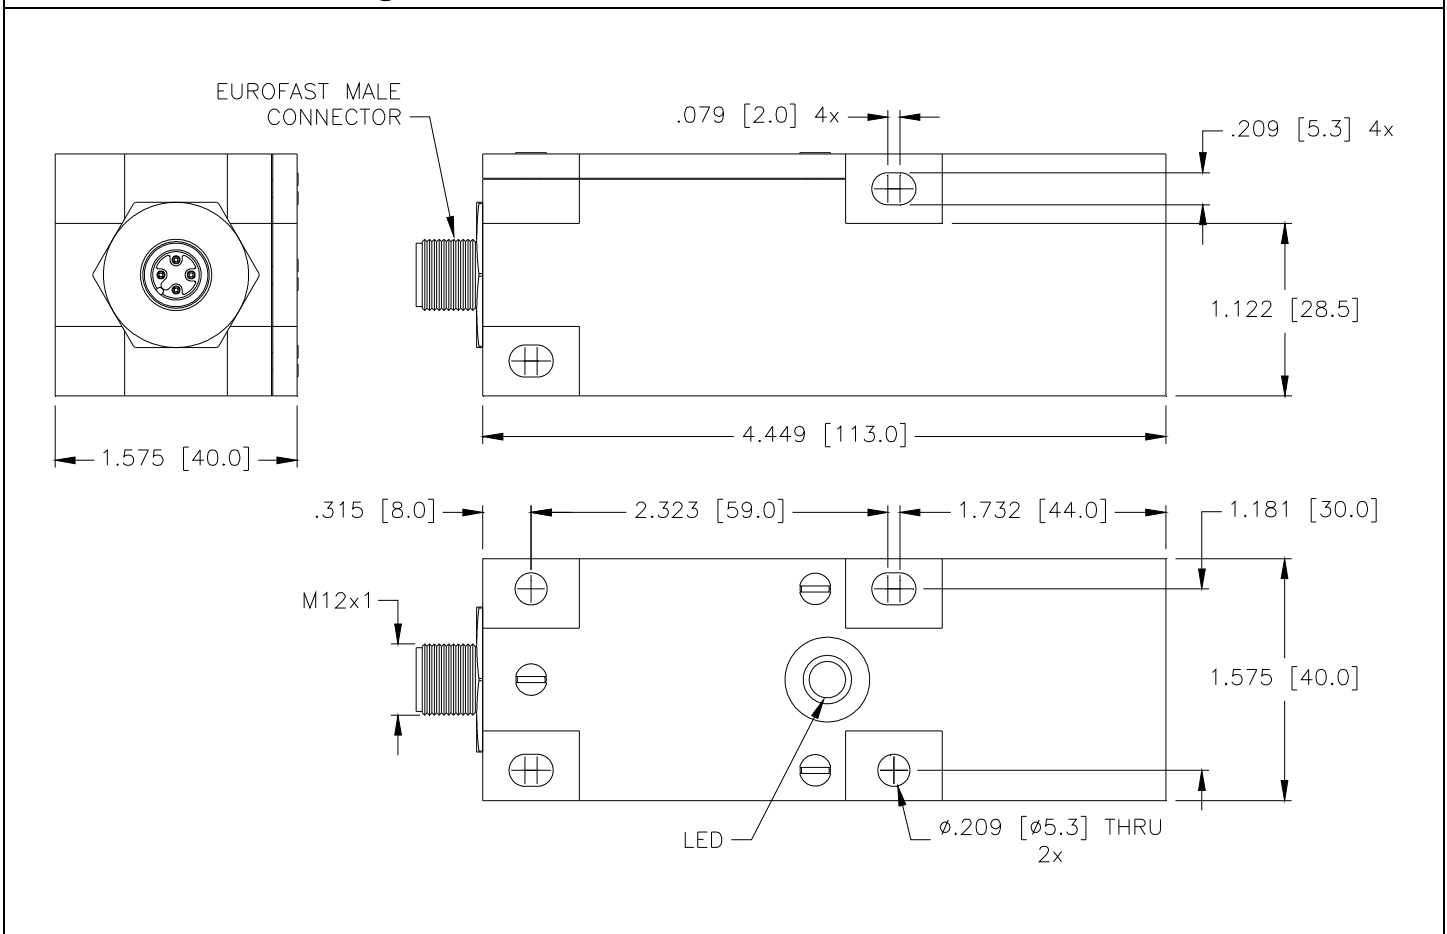 EUROFAST MALE
CONNECTOR
.079 [2.0] 4x
.209 [5.3] 4x
1.122 [28.5]
4.449 [113.0]
1.575 [40.0]
.315 [8.0]
2.323 [59.0]
1.732 [44.0]
1.181 [30.0]
M12x1
1.575 [40.0]
LED
ø.209 [ø5.3] THRU
2x